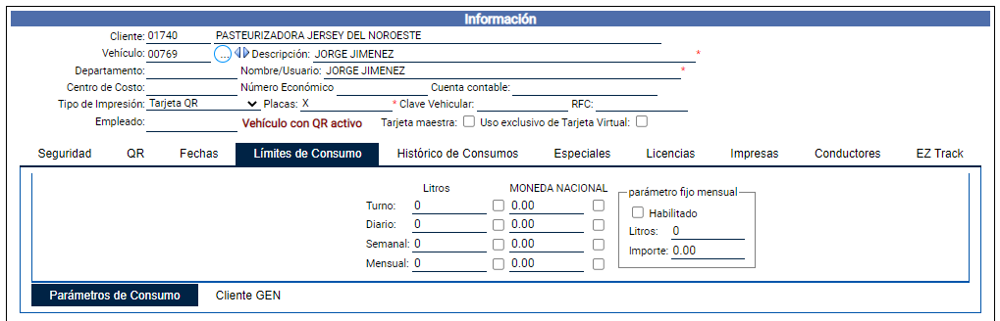 Información
Cliente: 01740 PASTEURIZADORA JERSEY DEL NOROESTE
Vehículo: 00769 ... Descripción: JORGE JIMENEZ *
Departamento: Nombre/Usuario: JORGE JIMENEZ *
Centro de Costo: Número Económico Cuenta contable:
Tipo de Impresión: Tarjeta QR Placas: X * Clave Vehicular: RFC:
Empleado: Vehículo con QR activo Tarjeta maestra: Uso exclusivo de Tarjeta Virtual:
Seguridad QR Fechas Límites de Consumo Histórico de Consumos Especiales Licencias Impresas Conductores EZ Track
Litros MONEDA NACIONAL
Turno: 0 0.00
Diario: 0 0.00
Semanal: 0 0.00
Mensual: 0 0.00
parámetro fijo mensual
Habilitado
Litros: 0
Importe: 0.00
Parámetros de Consumo Cliente GEN